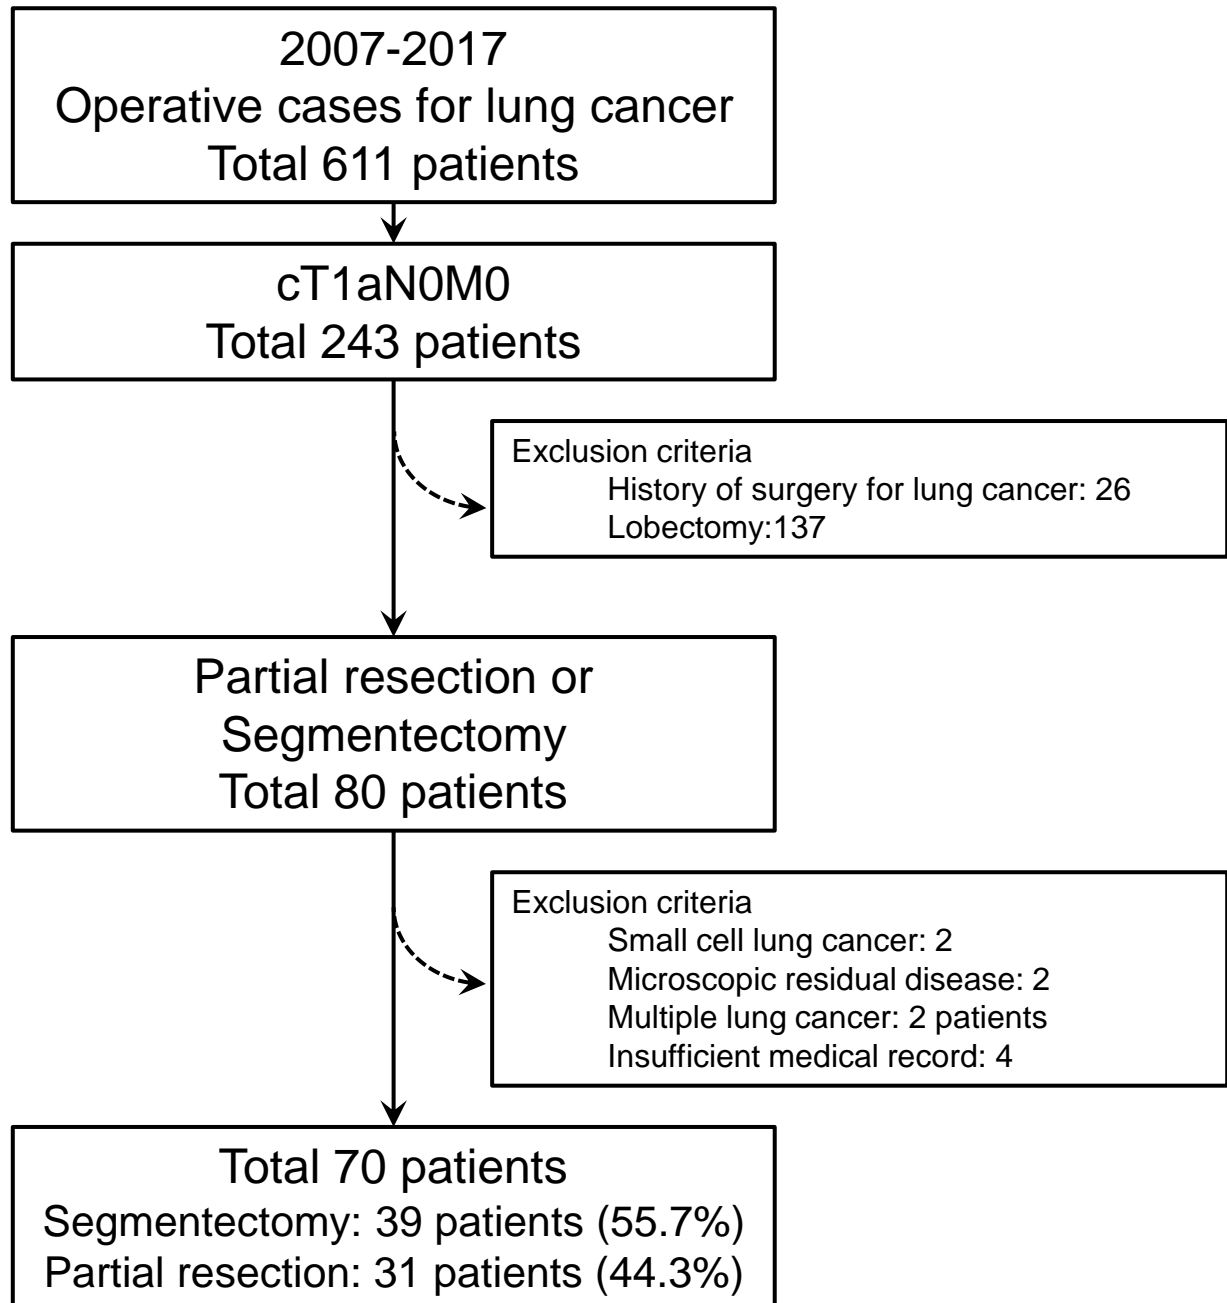 2007-2017
Operative cases for lung cancer
Total 611 patients
cT1aN0M0
Total 243 patients
Exclusion criteria
History of surgery for lung cancer: 26
Lobectomy:137
Partial resection or
Segmentectomy
Total 80 patients
Exclusion criteria
Small cell lung cancer: 2
Microscopic residual disease: 2
Multiple lung cancer: 2 patients
Insufficient medical record: 4
Total 70 patients
Segmentectomy: 39 patients (55.7%)
Partial resection: 31 patients (44.3%)